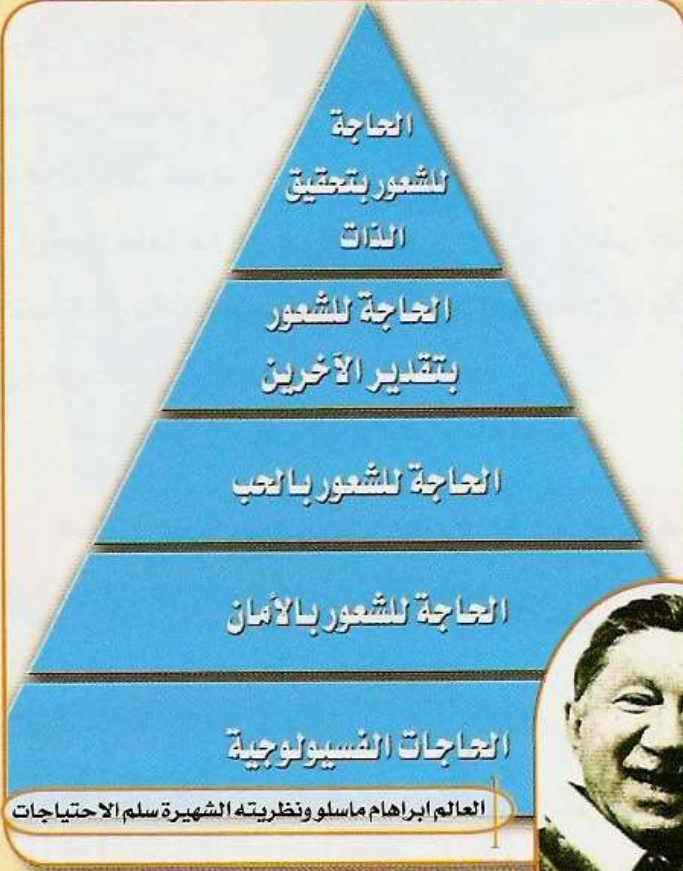 الحاجة
للشعور بتحقيق
الذات
الحاجة للشعور
بتقدير الآخرين
الحاجة للشعور بالحب
الحاجة للشعور بالأمان
الحاجات الفسيولوجية
العالم ابراهام ماسلو ونظريته الشهيرة سلم الاحتياجات